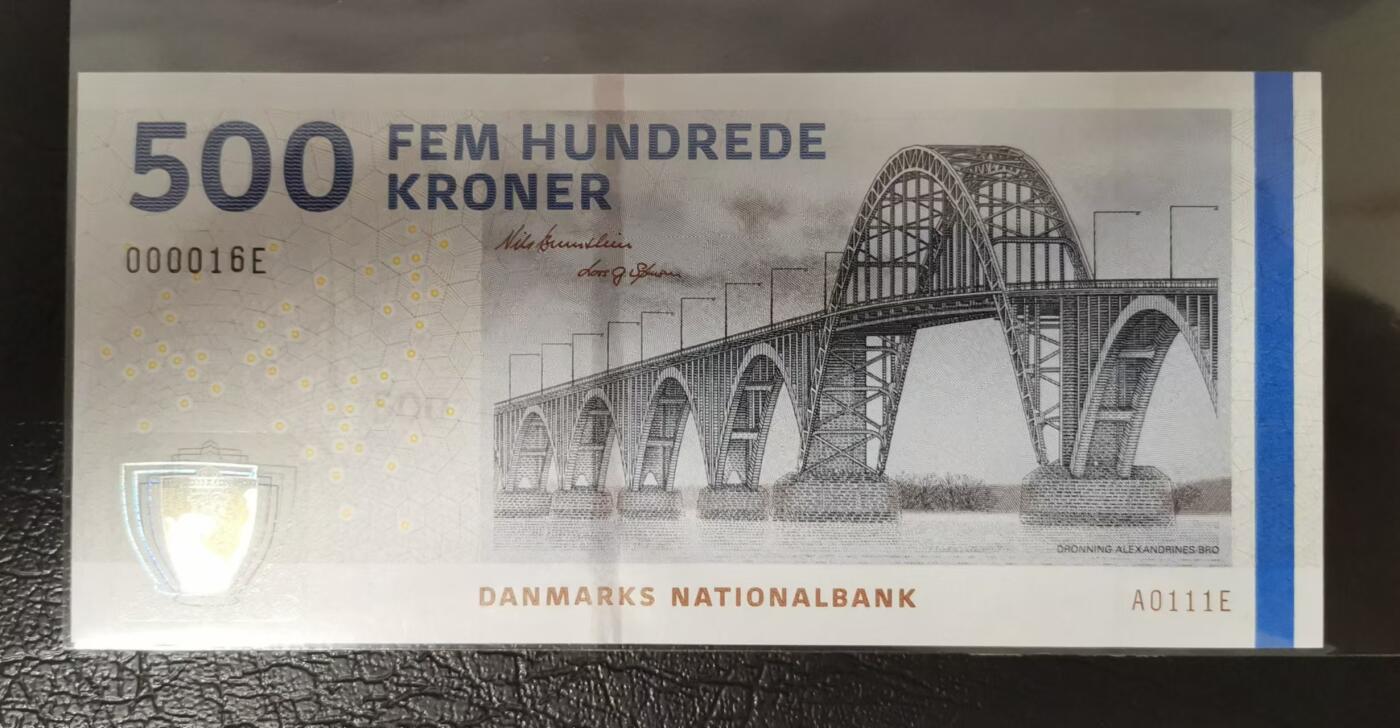 500 FEM HUNDREDE
KRONER
000016E
DRONNING ALEXANDRINES BRO
DANMARKS NATIONALBANK
A0111E